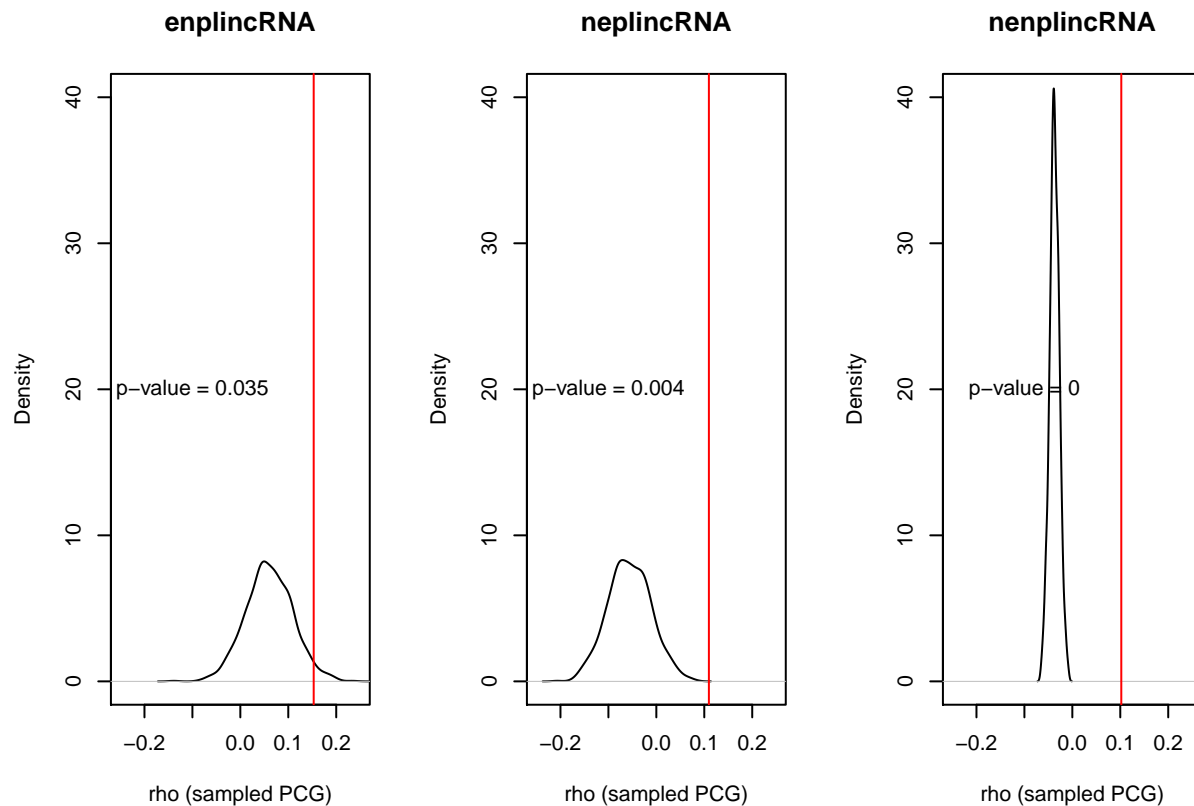 enplincRNA
Density
0
10
20
30
40
p−value = 0.035
−0.2
0.0
0.1
0.2
rho (sampled PCG)
neplincRNA
Density
0
10
20
30
40
p−value = 0.004
−0.2
0.0
0.1
0.2
rho (sampled PCG)
nenplincRNA
Density
0
10
20
30
40
p−value = 0
−0.2
0.0
0.1
0.2
rho (sampled PCG)